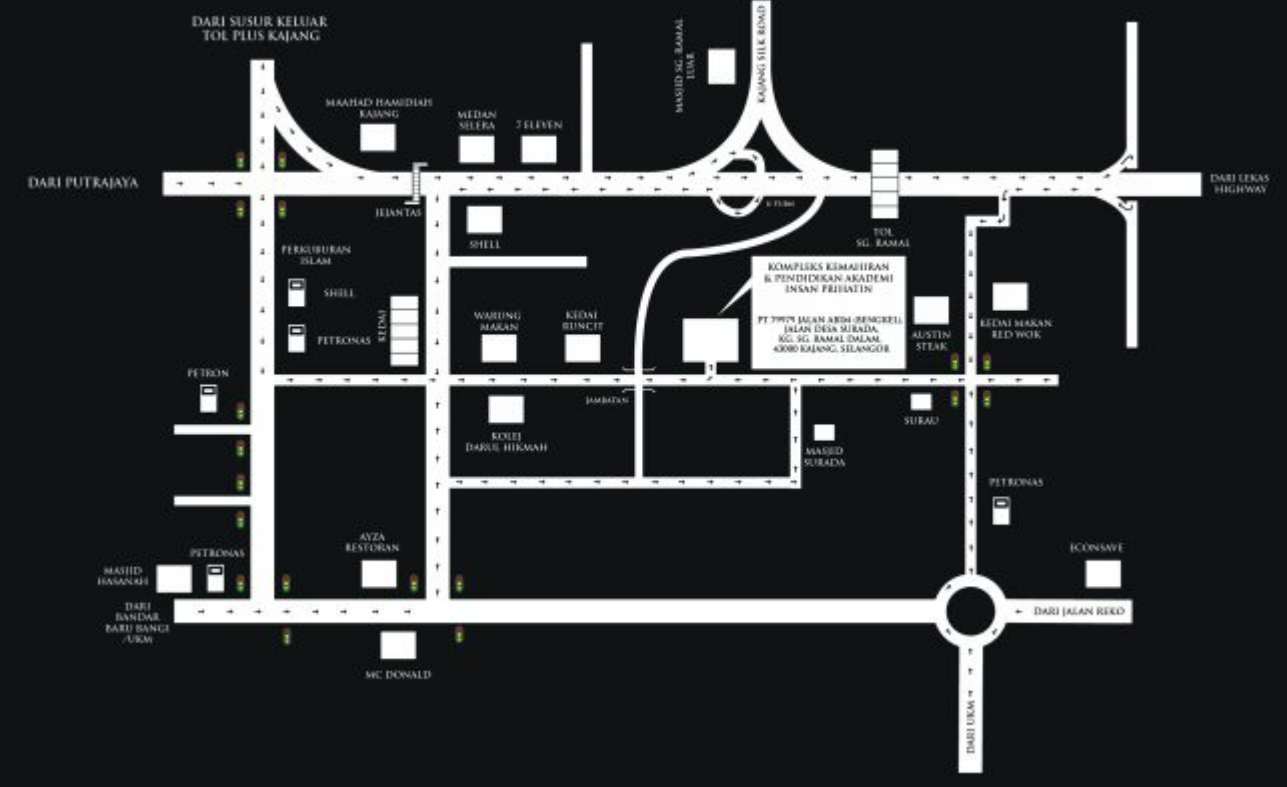 DARI SUSUR KELUAR
TOL PLUS KAJANG
MASJID SG. RAMAL
LUAR
KAJANG SILK ROAD
MAAHAD HAMIDIAH
KAJANG
MEDAN
SELERA
7 ELEVEN
DARI PUTRAJAYA
DARI LEKAS
HIGHWAY
JEJANTAS
U TURN
SHELL
TOL
SG. RAMAL
PERKUBURAN
ISLAM
SHELL
PETRONAS
KEDAI
WARUNG
MAKAN
KEDAI
RUNCIT
KOMPLEKS KEMAHIRAN
& PENDIDIKAN AKADEMI
INSAN PRIHATIN
PT 79979 JALAN ABIM (BENGKEL),
JALAN DESA SURADA,
KG. SG. RAMAL DALAM,
43000 KAJANG, SELANGOR
AUSTIN
STEAK
KEDAI MAKAN
RED WOK
PETRON
JAMBATAN
SURAU
KOLEJ
DARUL HIKMAH
MASJID
SURADA
PETRONAS
AYZA
RESTORAN
PETRONAS
ECONSAVE
MASJID
HASANAH
DARI
BANDAR
BARU BANGI
/UKM
DARI JALAN REKO
MC DONALD
DARI UKM